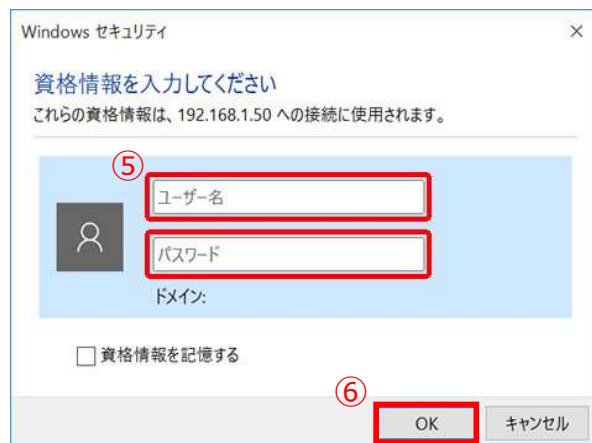 Windows セキュリティ
×
資格情報を入力してください
これらの資格情報は、192.168.1.50 への接続に使用されます。
⑤
ユーザー名
パスワード
ドメイン:
資格情報を記憶する
⑥
OK キャンセル